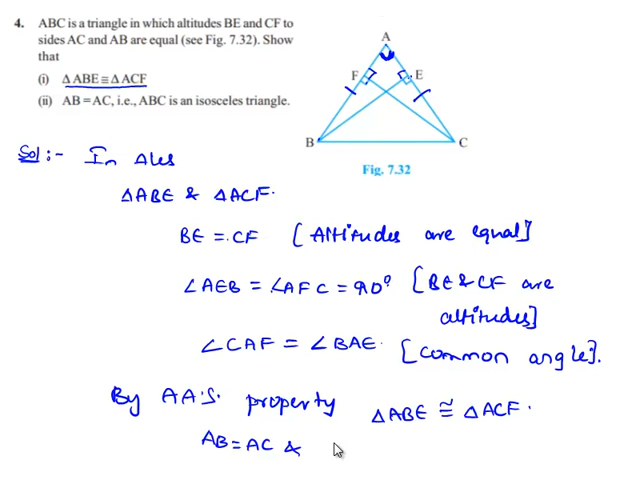 4. ABC is a triangle in which altitudes BE and CF to
sides AC and AB are equal (see Fig. 7.32). Show
that
(i) Δ ABE ≅ Δ ACF
(ii) AB = AC, i.e., ABC is an isosceles triangle.
A
F
E
B
C
Fig. 7.32
Sol :- In Δles
ΔABE & ΔACF.
BE = CF [Altitudes are equal]
∠AEB = ∠AFC = 90° [BE & CF are
altitudes]
∠CAF = ∠BAE. [common angle].
By A.A.S. property ΔABE ≅ ΔACF.
AB = AC &